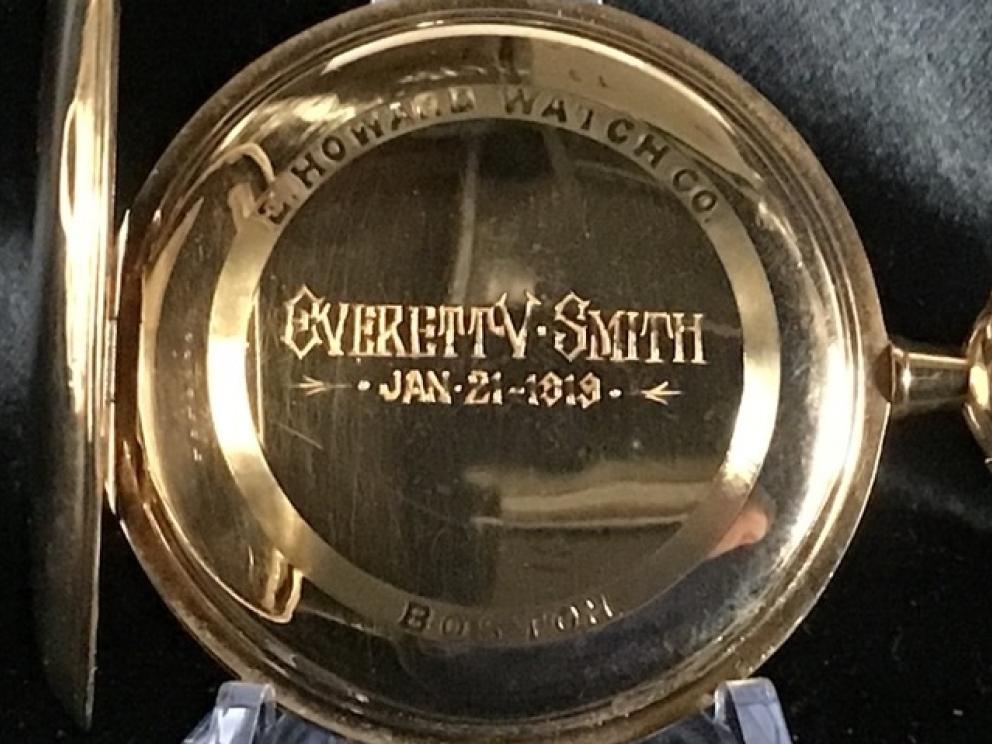 E. HOWARD WATCH CO.
EVERETT V. SMITH
JAN. 21-1919
BOSTON.